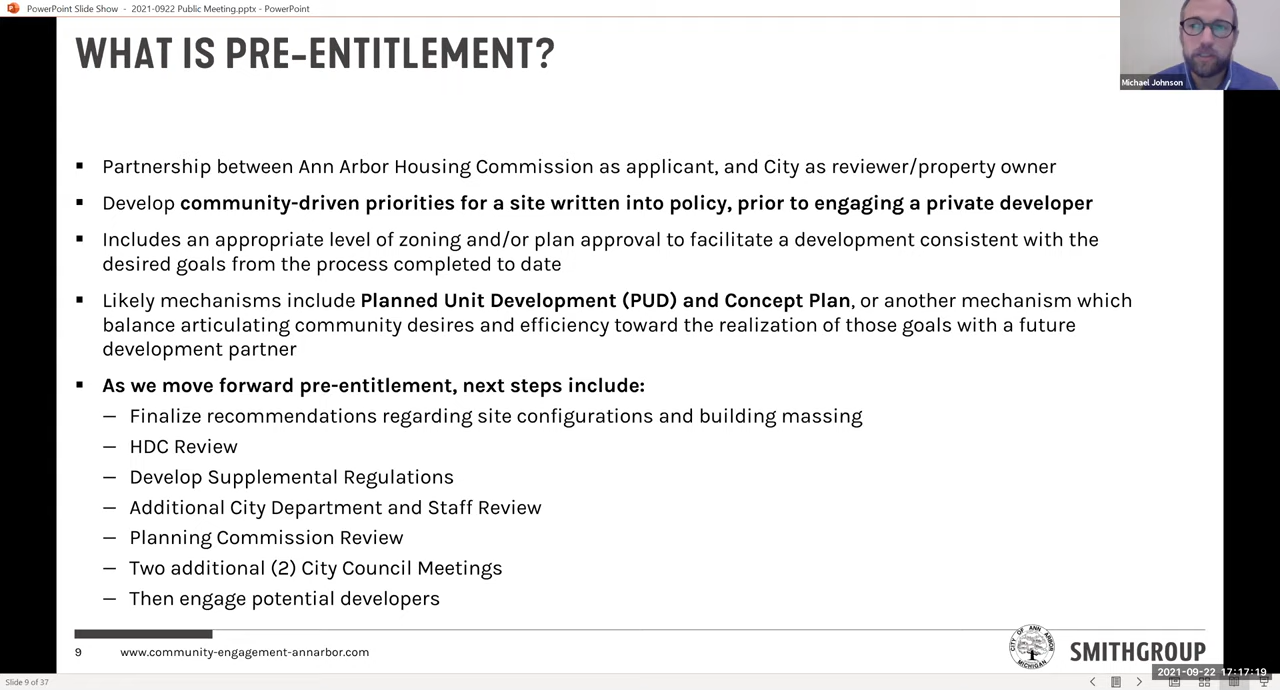 PowerPoint Slide Show - 2021-0922 Public Meeting.pptx - PowerPoint
WHAT IS PRE-ENTITLEMENT?
Michael Johnson
▪ Partnership between Ann Arbor Housing Commission as applicant, and City as reviewer/property owner
▪ Develop community-driven priorities for a site written into policy, prior to engaging a private developer
▪ Includes an appropriate level of zoning and/or plan approval to facilitate a development consistent with the
desired goals from the process completed to date
▪ Likely mechanisms include Planned Unit Development (PUD) and Concept Plan, or another mechanism which
balance articulating community desires and efficiency toward the realization of those goals with a future
development partner
▪ As we move forward pre-entitlement, next steps include:
– Finalize recommendations regarding site configurations and building massing
– HDC Review
– Develop Supplemental Regulations
– Additional City Department and Staff Review
– Planning Commission Review
– Two additional (2) City Council Meetings
– Then engage potential developers
9 www.community-engagement-annarbor.com
CITY OF ANN ARBOR
MICHIGAN
SMITHGROUP
2021-09-22 17:17:19
Slide 9 of 37